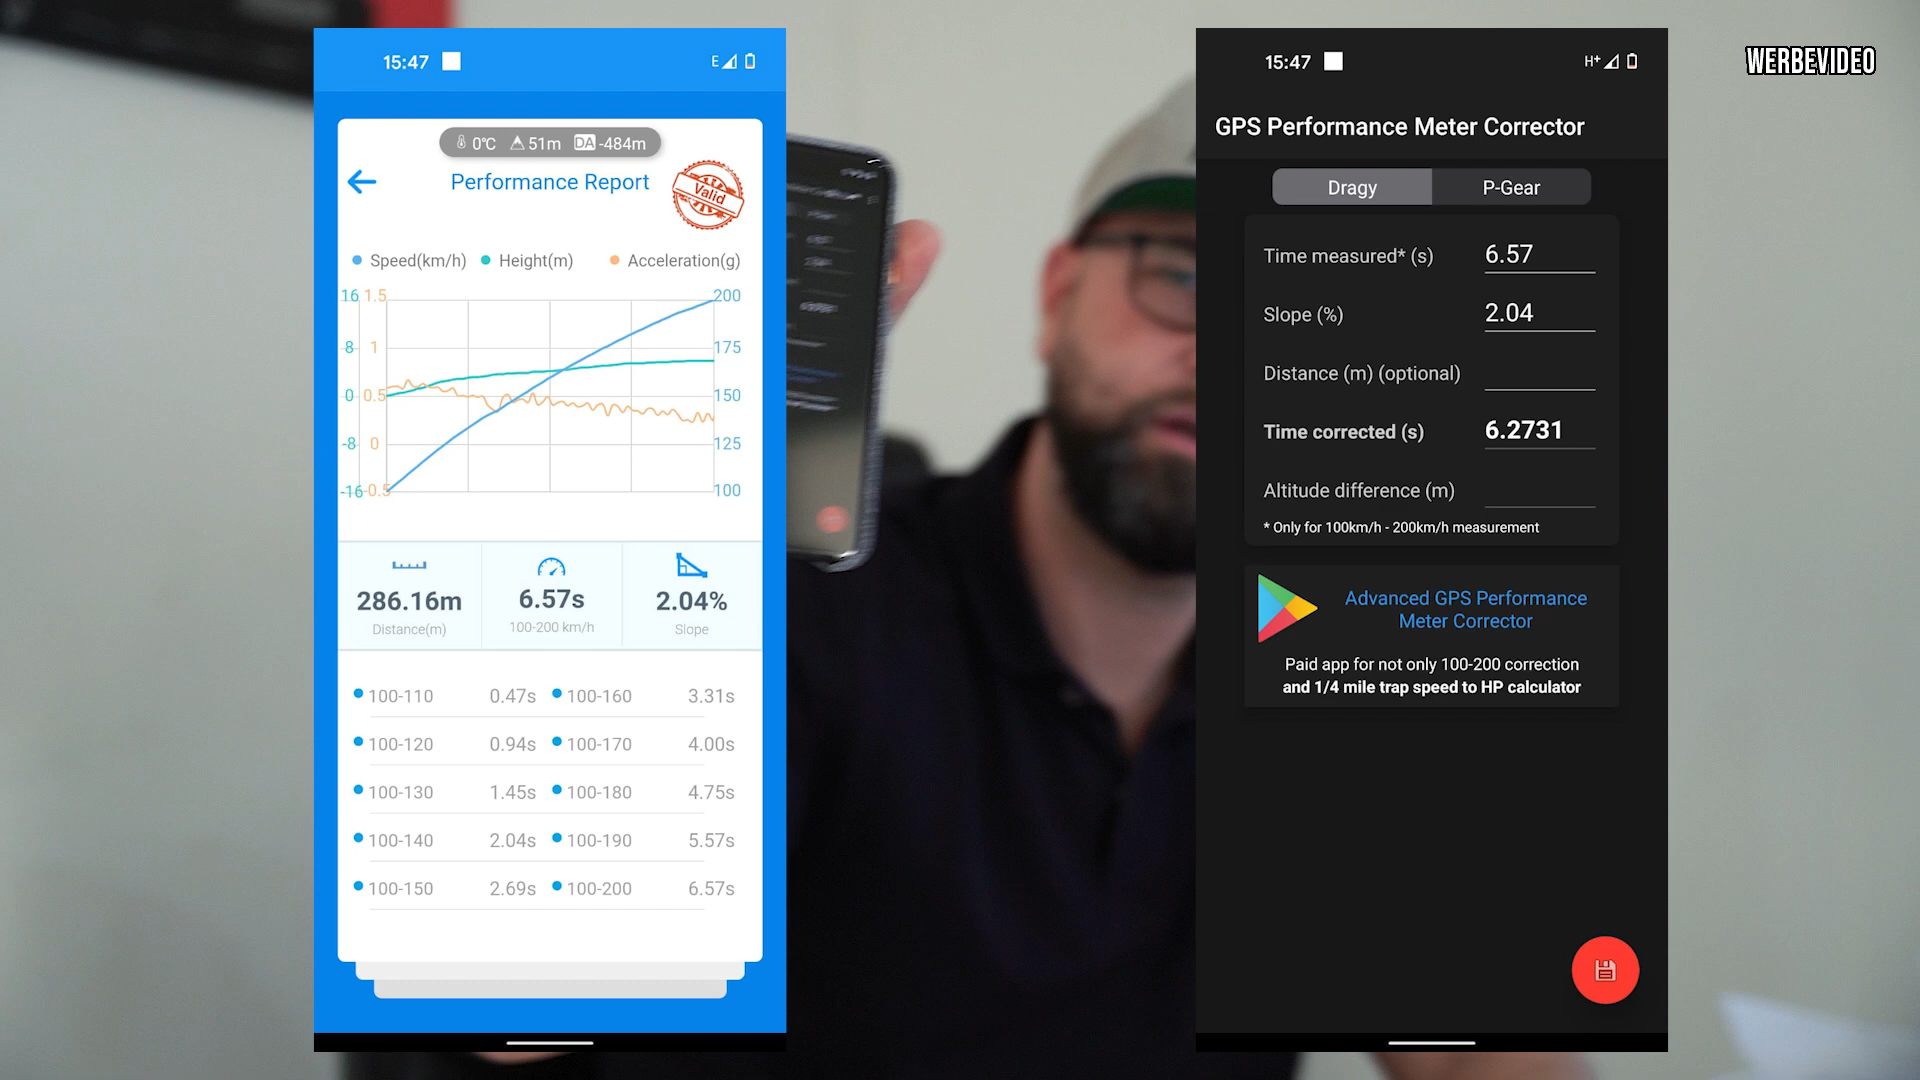 WERBEVIDEO
15:47
E
0°C 51m DA -484m
Performance Report
Valid
Speed(km/h) Height(m) Acceleration(g)
16 1.5 200
8 1 175
0 0.5 150
-8 0 125
-16 -0.5 100
286.16m 6.57s 2.04%
Distance(m) 100-200 km/h Slope
100-110 0.47s 100-160 3.31s
100-120 0.94s 100-170 4.00s
100-130 1.45s 100-180 4.75s
100-140 2.04s 100-190 5.57s
100-150 2.69s 100-200 6.57s
15:47
H+
GPS Performance Meter Corrector
Dragy P-Gear
Time measured* (s) 6.57
Slope (%) 2.04
Distance (m) (optional)
Time corrected (s) 6.2731
Altitude difference (m)
* Only for 100km/h - 200km/h measurement
Advanced GPS Performance
Meter Corrector
Paid app for not only 100-200 correction
and 1/4 mile trap speed to HP calculator